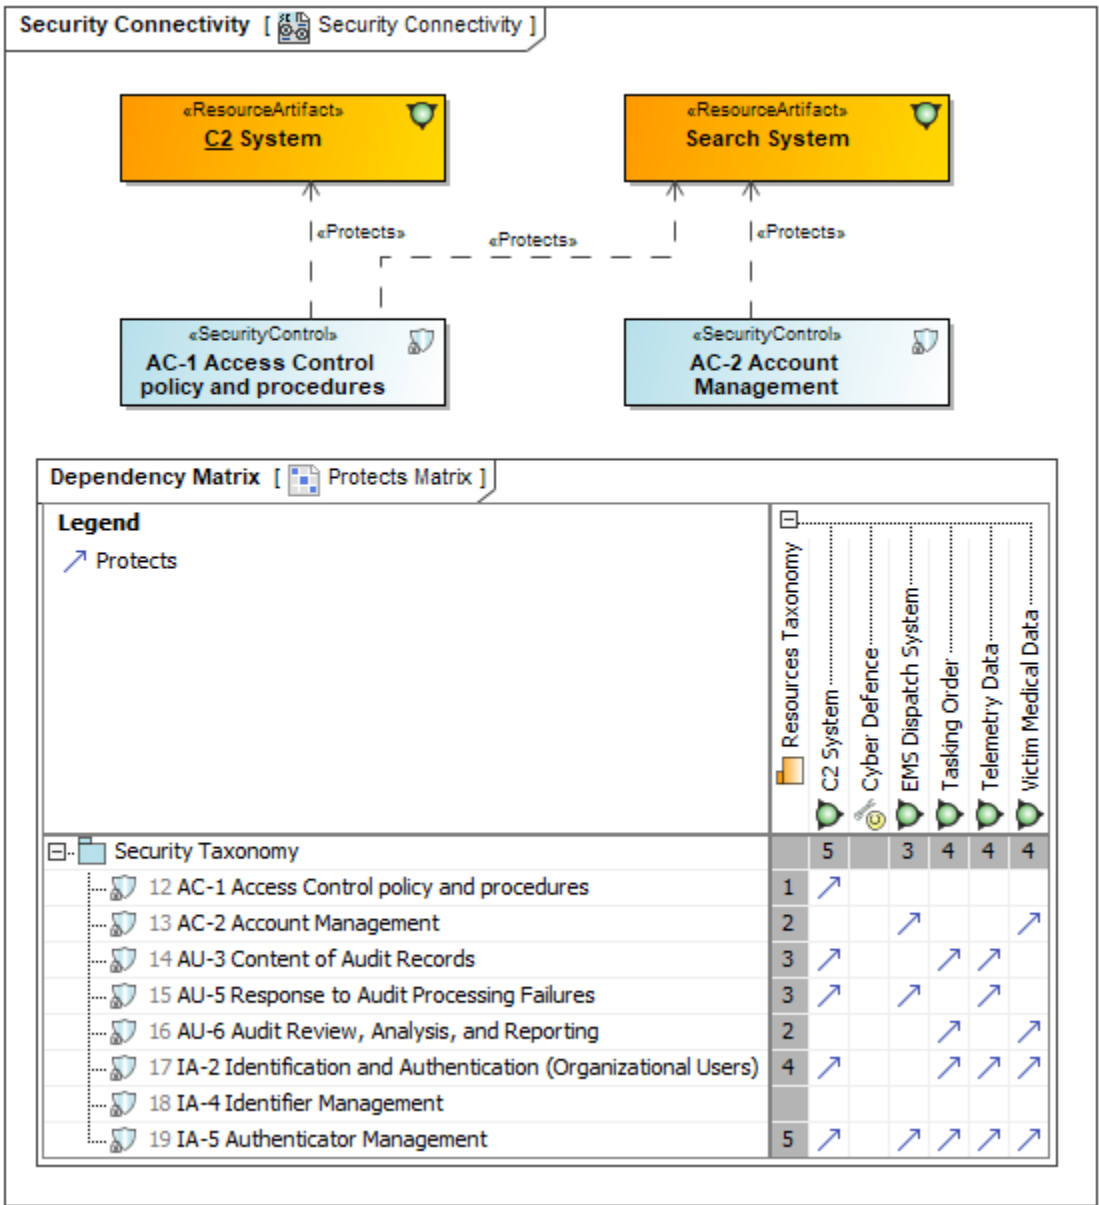 Security Connectivity [ Security Connectivity ]
«ResourceArtifact»
C2 System
«ResourceArtifact»
Search System
«Protects»
«Protects»
«Protects»
«SecurityControl»
AC-1 Access Control
policy and procedures
«SecurityControl»
AC-2 Account
Management
Dependency Matrix [ Protects Matrix ]
Legend
Protects
Resources Taxonomy
C2 System
Cyber Defence
EMS Dispatch System
Tasking Order
Telemetry Data
Victim Medical Data
Security Taxonomy 5 3 4 4 4
12 AC-1 Access Control policy and procedures 1
13 AC-2 Account Management 2
14 AU-3 Content of Audit Records 3
15 AU-5 Response to Audit Processing Failures 3
16 AU-6 Audit Review, Analysis, and Reporting 2
17 IA-2 Identification and Authentication (Organizational Users) 4
18 IA-4 Identifier Management
19 IA-5 Authenticator Management 5